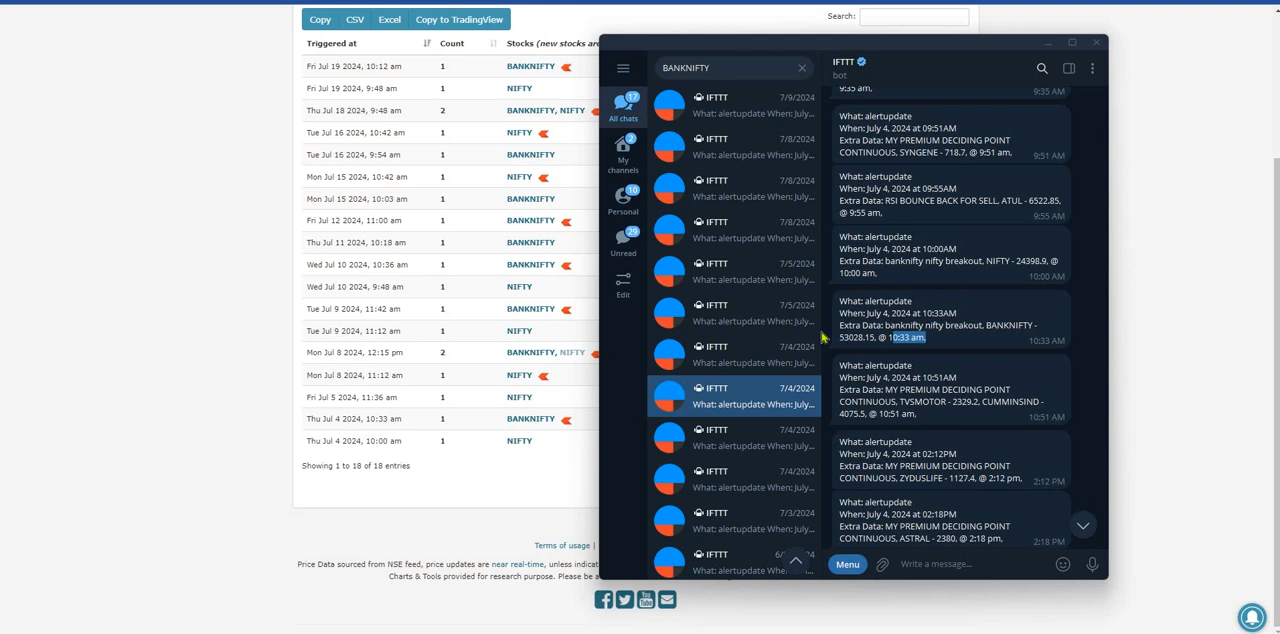 Copy CSV Excel Copy to TradingView
Search:
Triggered at Count Stocks (new stocks are
Fri Jul 19 2024, 10:12 am 1 BANKNIFTY
Fri Jul 19 2024, 9:48 am 1 NIFTY
Thu Jul 18 2024, 9:48 am 2 BANKNIFTY, NIFTY
Tue Jul 16 2024, 10:42 am 1 NIFTY
Tue Jul 16 2024, 9:54 am 1 BANKNIFTY
Mon Jul 15 2024, 10:42 am 1 NIFTY
Mon Jul 15 2024, 10:03 am 1 BANKNIFTY
Fri Jul 12 2024, 11:00 am 1 BANKNIFTY
Thu Jul 11 2024, 10:18 am 1 BANKNIFTY
Wed Jul 10 2024, 10:36 am 1 BANKNIFTY
Wed Jul 10 2024, 9:48 am 1 NIFTY
Tue Jul 9 2024, 11:42 am 1 BANKNIFTY
Tue Jul 9 2024, 11:12 am 1 NIFTY
Mon Jul 8 2024, 12:15 pm 2 BANKNIFTY, NIFTY
Mon Jul 8 2024, 11:12 am 1 NIFTY
Fri Jul 5 2024, 11:36 am 1 NIFTY
Thu Jul 4 2024, 10:33 am 1 BANKNIFTY
Thu Jul 4 2024, 10:00 am 1 NIFTY
Showing 1 to 18 of 18 entries
Terms of usage |
Price Data sourced from NSE feed, price updates are near real-time, unless indicat
Charts & Tools provided for research purpose. Please be a
17
All chats
2
My
channels
10
Personal
29
Unread
Edit
BANKNIFTY
IFTTT 7/9/2024
What: alertupdate When: July...
IFTTT 7/8/2024
What: alertupdate When: July...
IFTTT 7/8/2024
What: alertupdate When: July...
IFTTT 7/8/2024
What: alertupdate When: July...
IFTTT 7/5/2024
What: alertupdate When: July...
IFTTT 7/5/2024
What: alertupdate When: July...
IFTTT 7/4/2024
What: alertupdate When: July...
IFTTT 7/4/2024
What: alertupdate When: July...
IFTTT 7/4/2024
What: alertupdate When: July...
IFTTT 7/4/2024
What: alertupdate When: July...
IFTTT 7/3/2024
What: alertupdate When: July...
IFTTT
What: alertupdate When:
IFTTT
bot
9:35 am,
9:35 AM
What: alertupdate
When: July 4, 2024 at 09:51AM
Extra Data: MY PREMIUM DECIDING POINT
CONTINUOUS, SYNGENE - 718.7, @ 9:51 am,
9:51 AM
What: alertupdate
When: July 4, 2024 at 09:55AM
Extra Data: RSI BOUNCE BACK FOR SELL, ATUL - 6522.85,
@ 9:55 am,
9:55 AM
What: alertupdate
When: July 4, 2024 at 10:00AM
Extra Data: banknifty nifty breakout, NIFTY - 24398.9, @
10:00 am,
10:00 AM
What: alertupdate
When: July 4, 2024 at 10:33AM
Extra Data: banknifty nifty breakout, BANKNIFTY -
53028.15, @ 10:33 am,
10:33 AM
What: alertupdate
When: July 4, 2024 at 10:51AM
Extra Data: MY PREMIUM DECIDING POINT
CONTINUOUS, TVSMOTOR - 2329.2, CUMMINSIND -
4075.5, @ 10:51 am,
10:51 AM
What: alertupdate
When: July 4, 2024 at 02:12PM
Extra Data: MY PREMIUM DECIDING POINT
CONTINUOUS, ZYDUSLIFE - 1127.4, @ 2:12 pm,
2:12 PM
What: alertupdate
When: July 4, 2024 at 02:18PM
Extra Data: MY PREMIUM DECIDING POINT
CONTINUOUS, ASTRAL - 2380, @ 2:18 pm,
2:18 PM
Menu Write a message...